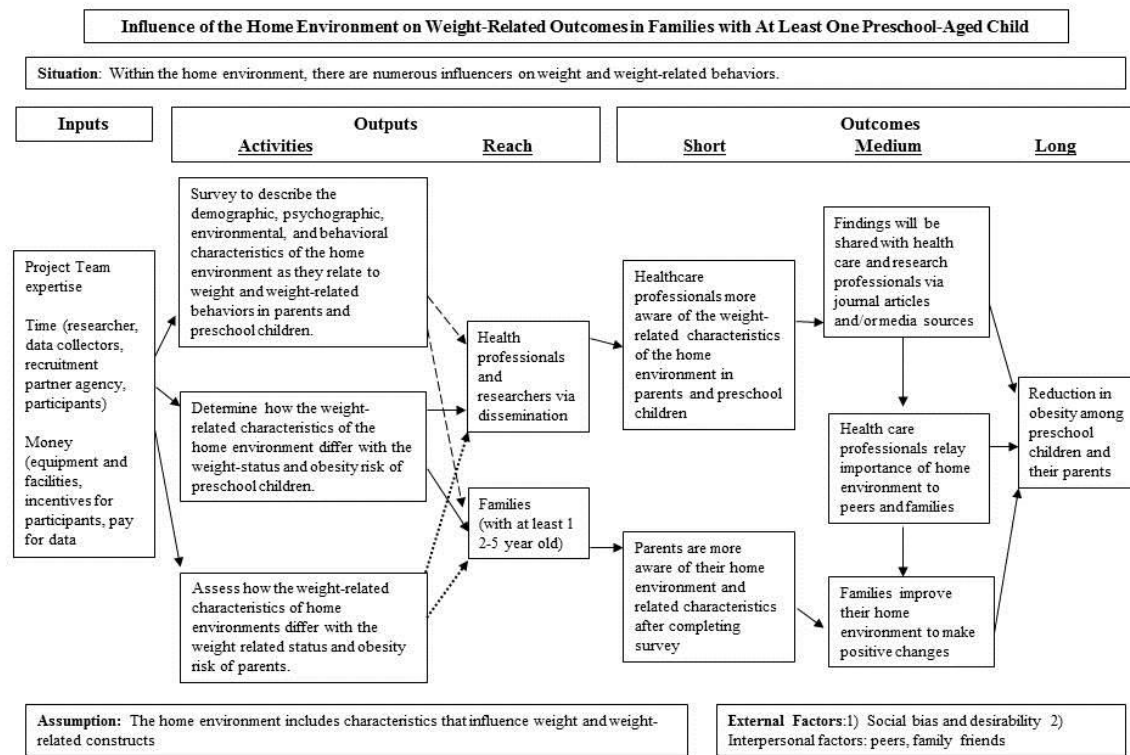 Influence of the Home Environment on Weight-Related Outcomes in Families with At Least One Preschool-Aged Child
Situation: Within the home environment, there are numerous influencers on weight and weight-related behaviors.
Inputs
Outputs
Activities
Reach
Outcomes
Short
Medium
Long
Project Team
expertise
Time (researcher,
data collectors,
recruitment
partner agency,
participants)
Money
(equipment and
facilities,
incentives for
participants, pay
for data
Survey to describe the
demographic, psychographic,
environmental, and behavioral
characteristics of the home
environment as they relate to
weight and weight-related
behaviors in parents and
preschool children.
Determine how the weight-
related characteristics of the
home environment differ with the
weight-status and obesity risk of
preschool children.
Assess how the weight-related
characteristics of home
environments differ with the
weight related status and obesity
risk of parents.
Health
professionals
and
researchers via
dissemination
Families
(with at least 1
2-5 year old)
Healthcare
professionals more
aware of the weight-
related characteristics
of the home
environment in
parents and preschool
children
Parents are more
aware of their home
environment and
related characteristics
after completing
survey
Findings will be
shared with health
care and research
professionals via
journal articles
and/or media sources
Health care
professionals relay
importance of home
environment to
peers and families
Families improve
their home
environment to make
positive changes
Reduction in
obesity among
preschool
children and
their parents
Assumption: The home environment includes characteristics that influence weight and weight-
related constructs
External Factors:1) Social bias and desirability 2)
Interpersonal factors: peers, family friends